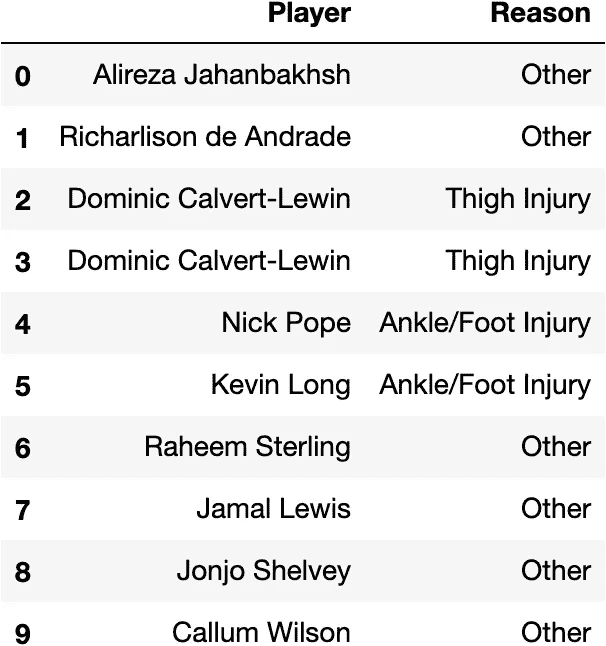 Player Reason
0 Alireza Jahanbakhsh Other
1 Richarlison de Andrade Other
2 Dominic Calvert-Lewin Thigh Injury
3 Dominic Calvert-Lewin Thigh Injury
4 Nick Pope Ankle/Foot Injury
5 Kevin Long Ankle/Foot Injury
6 Raheem Sterling Other
7 Jamal Lewis Other
8 Jonjo Shelvey Other
9 Callum Wilson Other